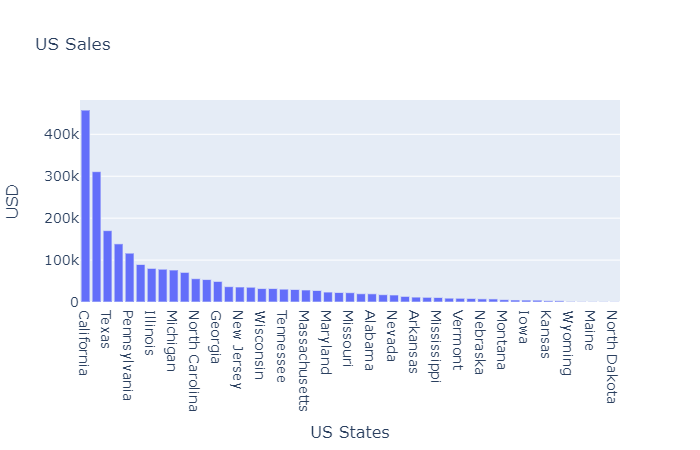 US Sales
USD
400k
300k
200k
100k
0
California
Texas
Pennsylvania
Illinois
Michigan
North Carolina
Georgia
New Jersey
Wisconsin
Tennessee
Massachusetts
Maryland
Missouri
Alabama
Nevada
Arkansas
Mississippi
Vermont
Nebraska
Montana
Iowa
Kansas
Wyoming
Maine
North Dakota
US States